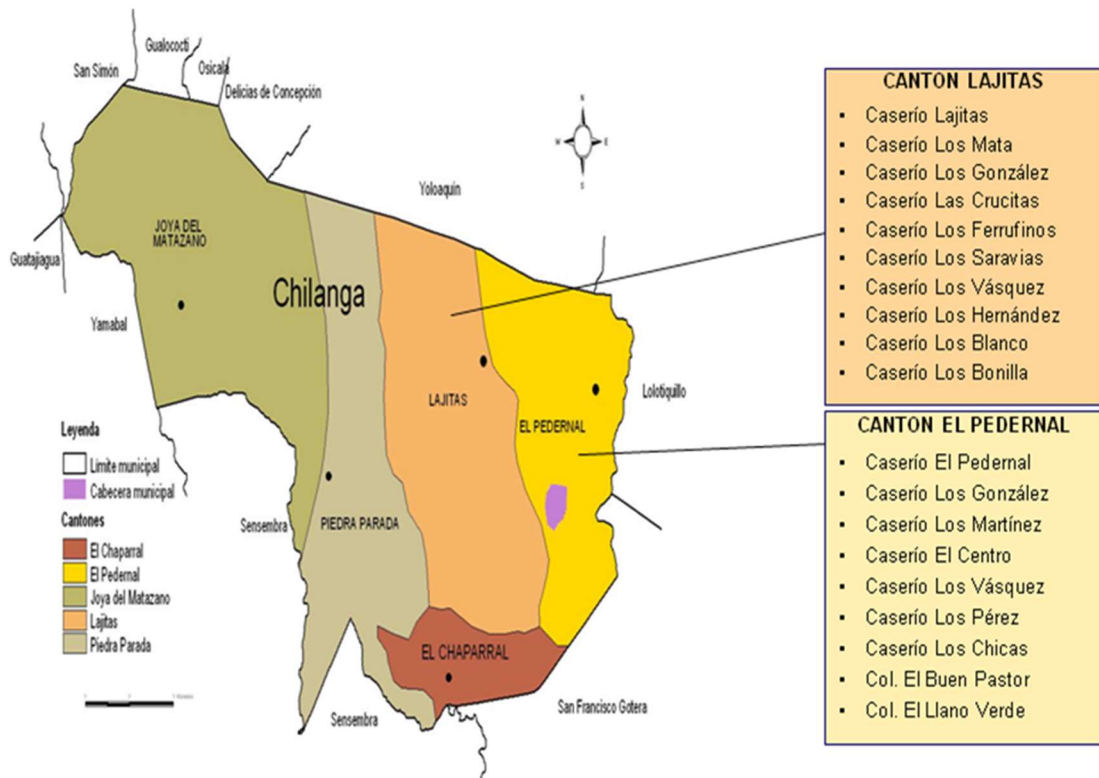 Gualococti
San Simón
Osicala
Delicias de Concepción
N
W
E
S
Yoloaquín
JOYA DEL
MATAZANO
Guatajiagua
Chilanga
Yamabal
LAJITAS
Lolotiquillo
EL PEDERNAL
Leyenda
Límite municipal
Cabecera municipal
Sensembra
PIEDRA PARADA
Cantones
El Chaparral
El Pedernal
Joya del Matazano
Lajitas
Piedra Parada
EL CHAPARRAL
Sensembra
San Francisco Gotera
CANTON LAJITAS
▪ Caserío Lajitas
▪ Caserío Los Mata
▪ Caserío Los González
▪ Caserío Las Crucitas
▪ Caserío Los Ferrufinos
▪ Caserío Los Saravias
▪ Caserío Los Vásquez
▪ Caserío Los Hernández
▪ Caserío Los Blanco
▪ Caserío Los Bonilla
CANTON EL PEDERNAL
▪ Caserío El Pedernal
▪ Caserío Los González
▪ Caserío Los Martínez
▪ Caserío El Centro
▪ Caserío Los Vásquez
▪ Caserío Los Pérez
▪ Caserío Los Chicas
▪ Col. El Buen Pastor
▪ Col. El Llano Verde